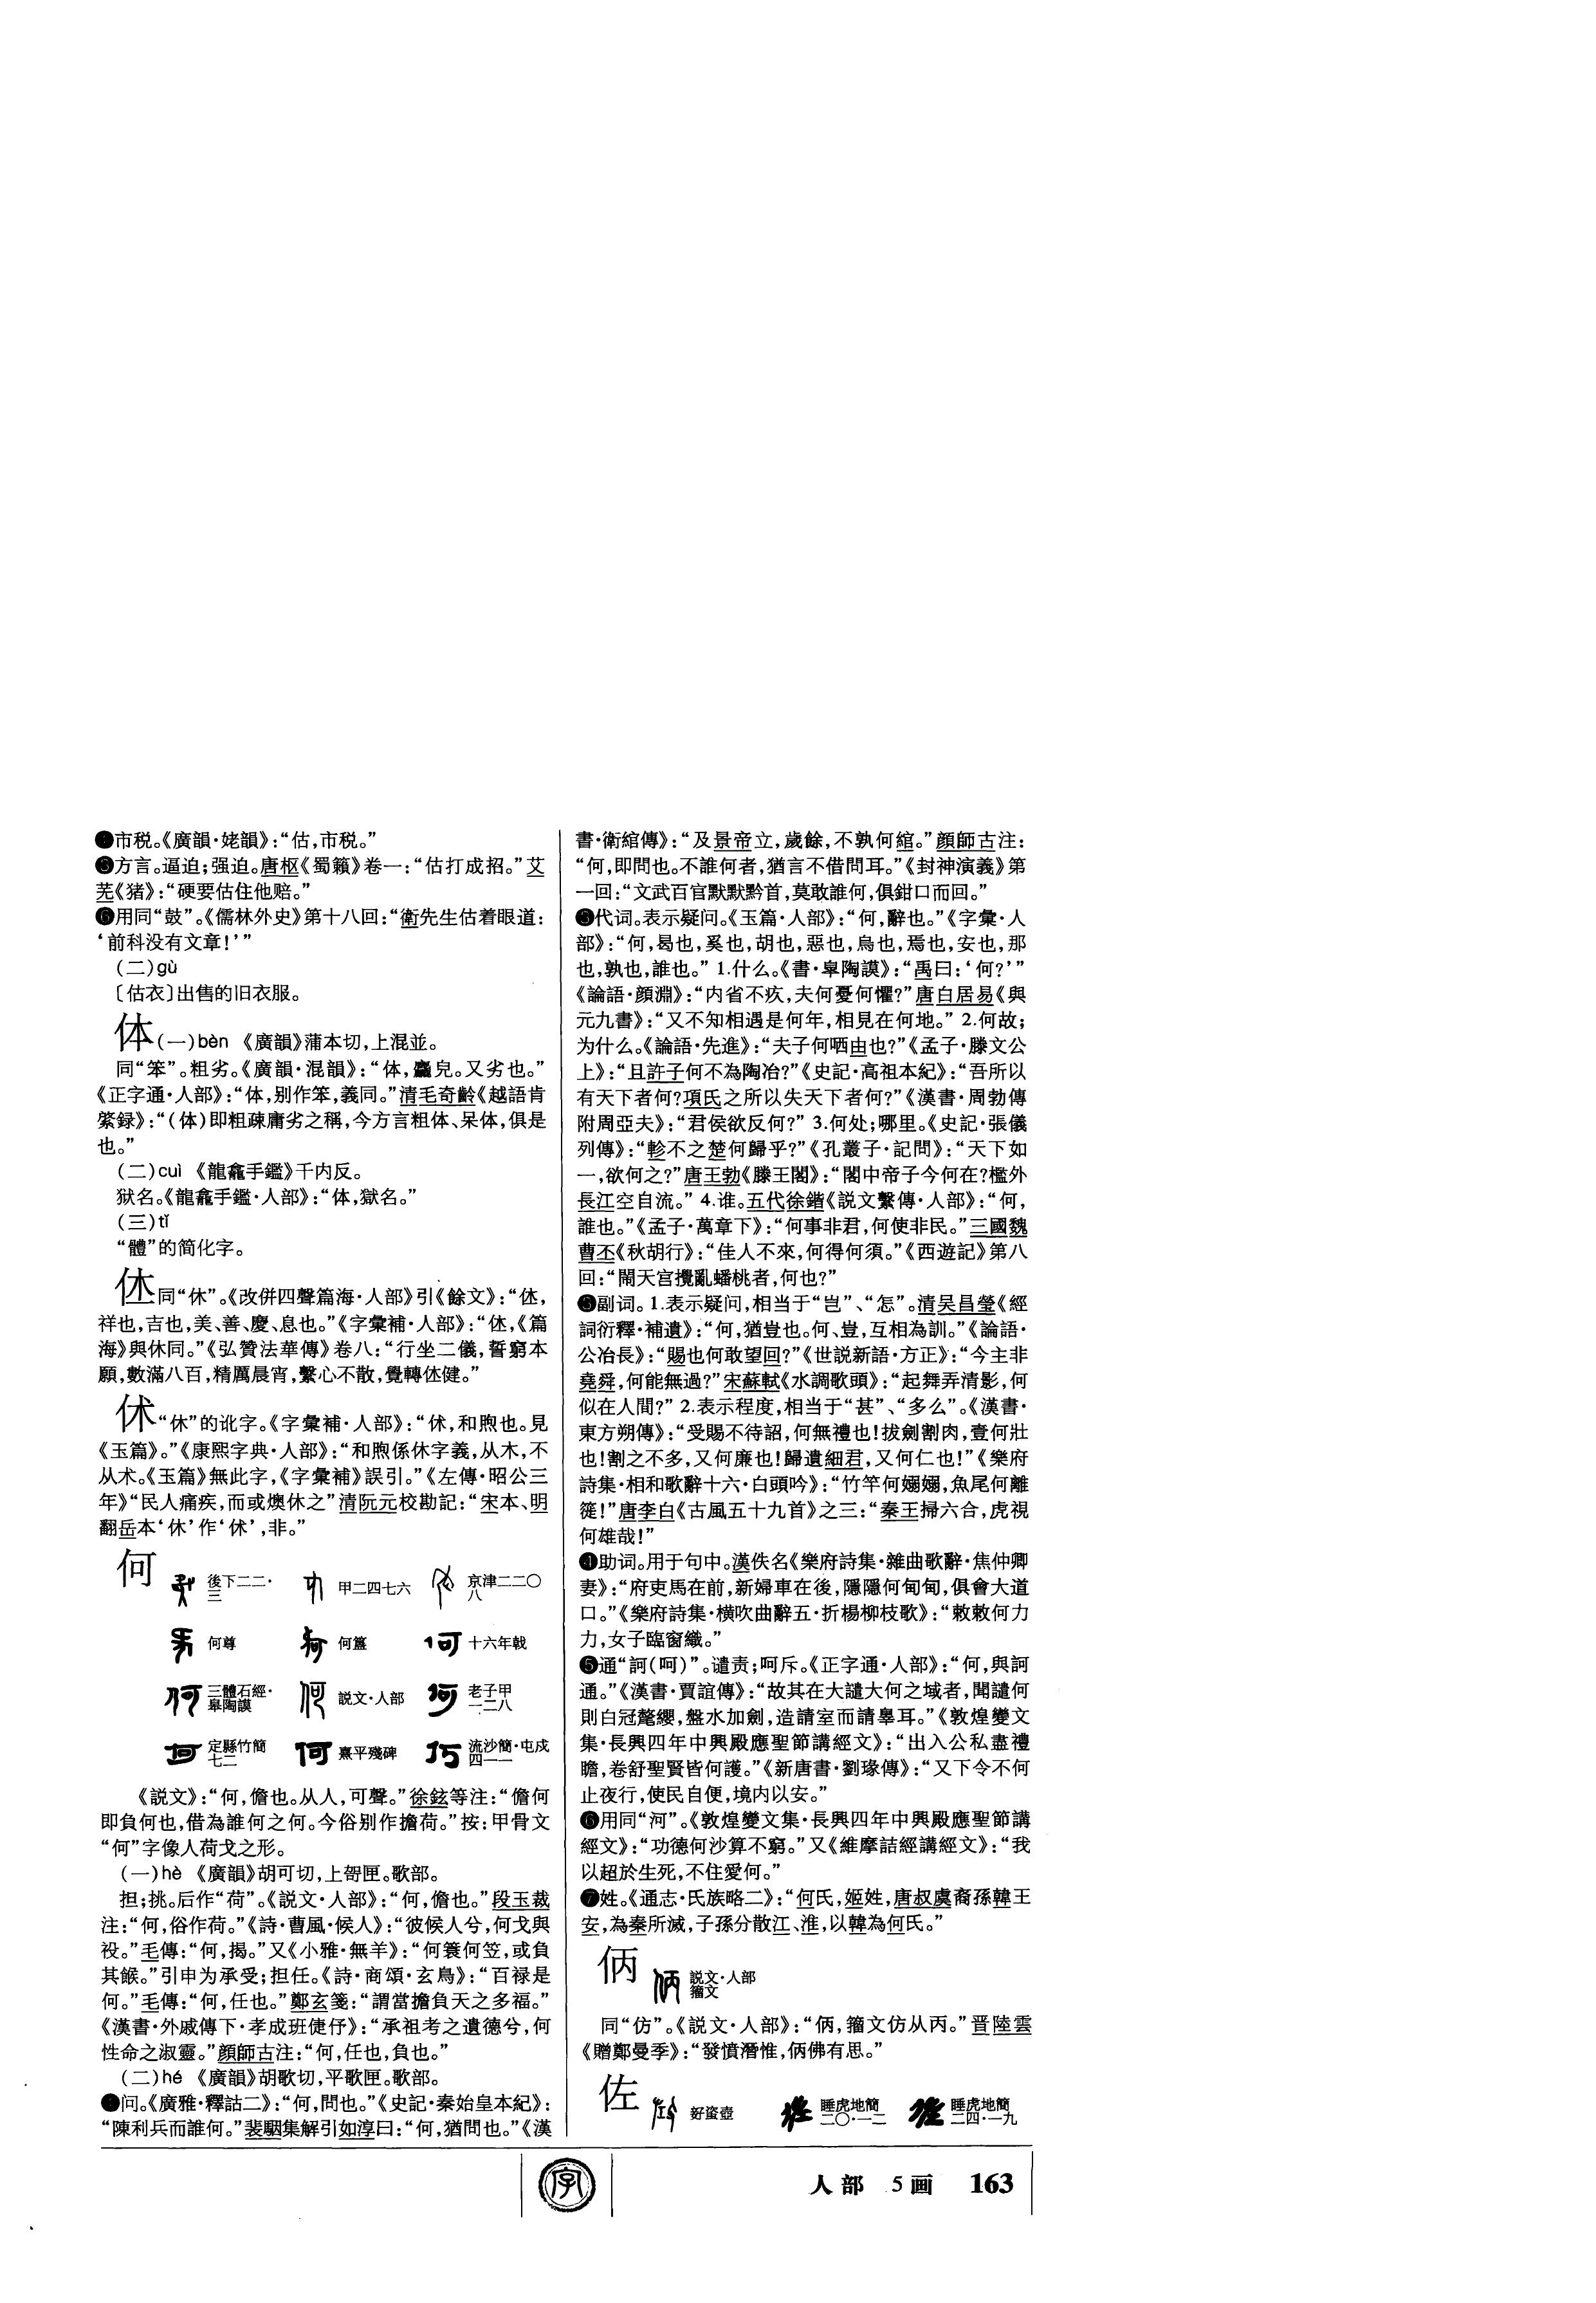 ❹市税。《廣韻·姥韻》：“估，市税。”
❺方言。逼迫；强迫。唐枢《蜀籟》卷一：“估打成招。”艾
芜《猪》：“硬要估住他赔。”
❻用同“鼓”。《儒林外史》第十八回：“衛先生估着眼道：
‘前科没有文章！’”
（二）gù
〔估衣〕出售的旧衣服。
体（一）bèn 《廣韻》蒲本切，上混並。
同“笨”。粗劣。《廣韻·混韻》：“体，麤皃。又劣也。”
《正字通·人部》：“体，别作笨，義同。”清毛奇齡《越語肯
綮録》：“（体）即粗疎庸劣之稱，今方言粗体、呆体，俱是
也。”
（二）cuì 《龍龕手鑑》千内反。
獄名。《龍龕手鑑·人部》：“体，獄名。”
（三）tǐ
“體”的简化字。
㳜同“休”。《改併四聲篇海·人部》引《餘文》：“
祥也，吉也，美、善、慶、息也。”《字彙補·人部》：“《篇
海》與休同。”《弘贊法華傳》卷八：“行坐二儀，誓窮本
願，數滿八百，精厲晨宵，繫心不散，覺轉健。”
“休”的讹字。《字彙補·人部》：“和煦也。見
《玉篇》。”《康熙字典·人部》：“和煦係休字義，从木，不
从术。《玉篇》無此字，《字彙補》誤引。”《左傳·昭公三
年》“民人痛疾，而或燠休之”清阮元校勘記：“宋本、明
翻岳本‘休’作，非。”
何 後下二二·三 甲二四七六 京津二二〇八
何尊 何簋 十六年戟
三體石經·皋陶謨 説文·人部 老子甲一二八
定縣竹簡七二 熹平殘碑 流沙簡·屯戍四一一
《説文》：“何，儋也。从人，可聲。”徐鉉等注：“儋何
即負何也，借為誰何之何。今俗别作擔荷。”按：甲骨文
“何”字像人荷戈之形。
（一）hè 《廣韻》胡可切，上哿匣。歌部。
担；挑。后作“荷”。《説文·人部》：“何，儋也。”段玉裁
注：“何，俗作荷。”《詩·曹風·候人》：“彼候人兮，何戈與
祋。”毛傳：“何，揭。”又《小雅·無羊》：“何蓑何笠，或負
其餱。”引申为承受；担任。《詩·商頌·玄鳥》：“百禄是
何。”毛傳：“何，任也。”鄭玄箋：“謂當擔負天之多福。”
《漢書·外戚傳下·孝成班倢伃》：“承祖考之遺德兮，何
性命之淑靈。”顔師古注：“何，任也，負也。”
（二）hé 《廣韻》胡歌切，平歌匣。歌部。
❶问。《廣雅·釋詁二》：“何，問也。”《史記·秦始皇本紀》：
“陳利兵而誰何。”裴駰集解引如淳曰：“何，猶問也。”《漢
書·衛綰傳》：“及景帝立，歲餘，不孰何綰。”顔師古注：
“何，即問也。不誰何者，猶言不借問耳。”《封神演義》第
一回：“文武百官默默黔首，莫敢誰何，俱鉗口而回。”
❷代词。表示疑问。《玉篇·人部》：“何，辭也。”《字彙·人
部》：“何，曷也，奚也，胡也，惡也，烏也，焉也，安也，那
也，孰也，誰也。”1.什么。《書·皋陶謨》：“禹曰：‘何？’”
《論語·顔淵》：“内省不疚，夫何憂何懼？”唐白居易《與
元九書》：“又不知相遇是何年，相見在何地。”2.何故；
为什么。《論語·先進》：“夫子何哂由也？”《孟子·滕文公
上》：“且許子何不為陶冶？”《史記·高祖本紀》：“吾所以
有天下者何？項氏之所以失天下者何？”《漢書·周勃傳
附周亞夫》：“君侯欲反何？”3.何处；哪里。《史記·張儀
列傳》：“軫不之楚何歸乎？”《孔叢子·記問》：“天下如
一，欲何之？”唐王勃《滕王閣》：“閣中帝子今何在？檻外
長江空自流。”4.谁。五代徐鍇《説文繫傳·人部》：“何，
誰也。”《孟子·萬章下》：“何事非君，何使非民。”三國魏
曹丕《秋胡行》：“佳人不來，何得何須。”《西遊記》第八
回：“鬧天宫攪亂蟠桃者，何也？”
❸副词。1.表示疑问，相当于“岂”、“怎”。清吴昌瑩《經
詞衍釋·補遺》：“何，猶豈也。何、豈，互相為訓。”《論語·
公冶長》：“賜也何敢望回？”《世説新語·方正》：“今主非
堯舜，何能無過？”宋蘇軾《水調歌頭》：“起舞弄清影，何
似在人間？”2.表示程度，相当于“甚”、“多么”。《漢書·
東方朔傳》：“受賜不待詔，何無禮也！拔劍割肉，壹何壯
也！割之不多，又何廉也！歸遺細君，又何仁也！”《樂府
詩集·相和歌辭十六·白頭吟》：“竹竿何嫋嫋，魚尾何離
簁！”唐李白《古風五十九首》之三：“秦王掃六合，虎視
何雄哉！”
❹助词。用于句中。漢佚名《樂府詩集·雜曲歌辭·焦仲卿
妻》：“府吏馬在前，新婦車在後，隱隱何甸甸，俱會大道
口。”《樂府詩集·横吹曲辭五·折楊柳枝歌》：“敕敕何力
力，女子臨窗織。”
❺通“訶（呵）”。谴责；呵斥。《正字通·人部》：“何，與訶
通。”《漢書·賈誼傳》：“故其在大譴大何之域者，聞譴何
則白冠氂纓，盤水加劍，造請室而請辠耳。”《敦煌變文
集·長興四年中興殿應聖節講經文》：“出入公私盡禮
瞻，卷舒聖賢皆何護。”《新唐書·劉瑑傳》：“又下令不何
止夜行，使民自便，境内以安。”
❻用同“河”。《敦煌變文集·長興四年中興殿應聖節講
經文》：“功德何沙算不窮。”又《維摩詰經講經文》：“我
以超於生死，不住愛何。”
❼姓。《通志·氏族略二》：“何氏，姬姓，唐叔虞裔孫韓王
安，為秦所滅，子孫分散江、淮，以韓為何氏。”
俩 説文·人部籀文
同“仿”。《説文·人部》：“籀文仿从丙。”晋陸雲
《贈鄭曼季》：“發憤潛惟，佛有思。”
佐 好蚉壺 睡虎地簡二〇·一二 睡虎地簡二四·一九
字
人部 5画 163